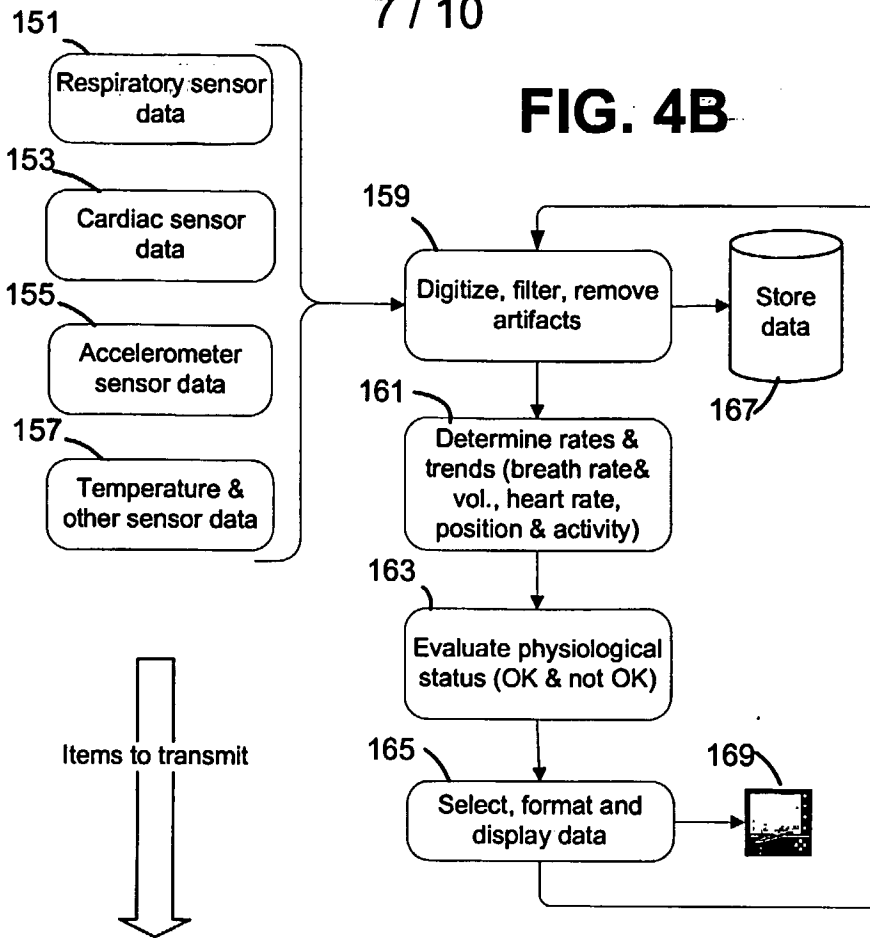 7 / 10
FIG. 4B
151
Respiratory sensor
data
153
Cardiac sensor
data
155
Accelerometer
sensor data
157
Temperature &
other sensor data
159
Digitize, filter, remove
artifacts
Store
data
167
161
Determine rates &
trends (breath rate&
vol., heart rate,
position & activity)
163
Evaluate physiological
status (OK & not OK)
Items to transmit
165
Select, format and
display data
169